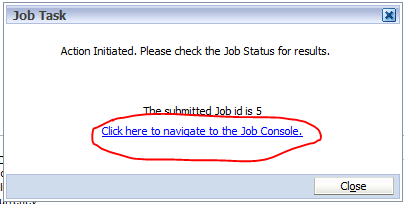 Job Task
Action Initiated. Please check the Job Status for results.
The submitted Job id is 5
Click here to navigate to the Job Console.
Close